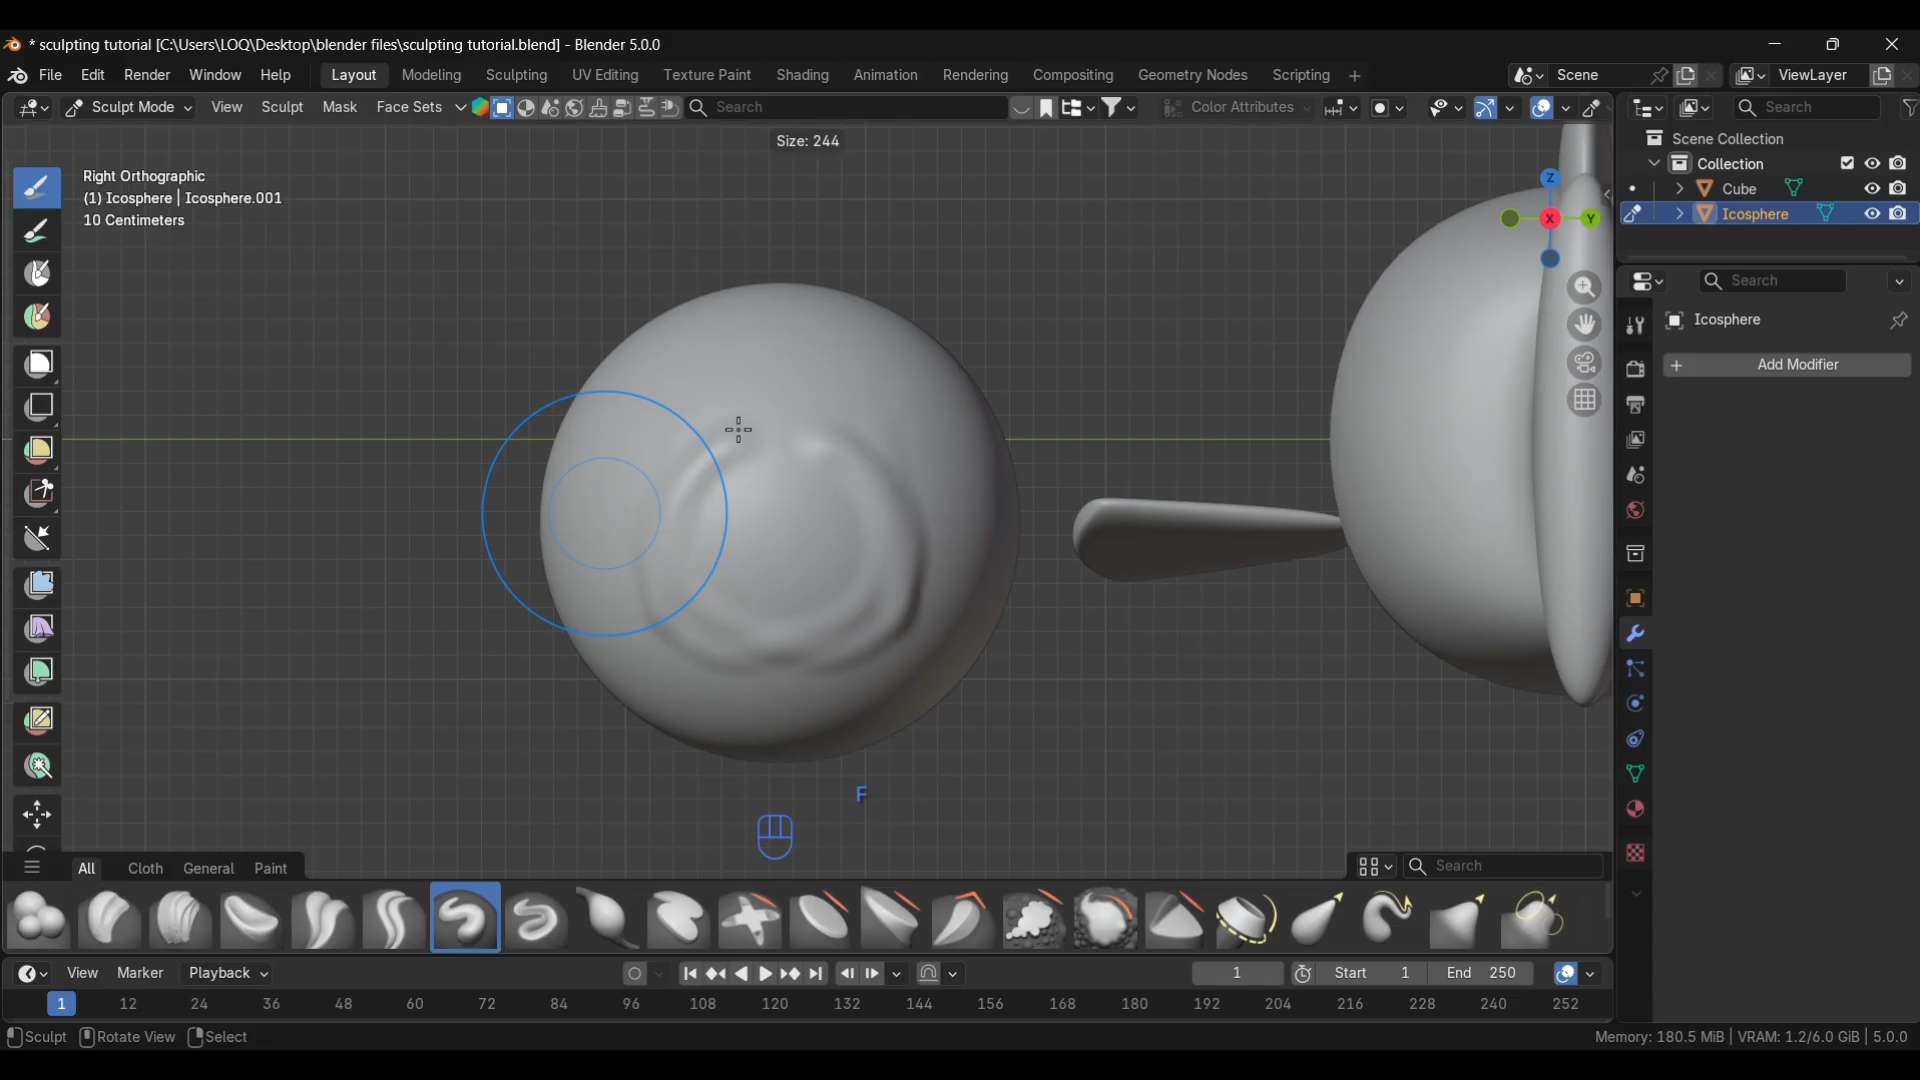 * sculpting tutorial [C:\Users\LOQ\Desktop\blender files\sculpting tutorial.blend] - Blender 5.0.0
File Edit Render Window Help Layout Modeling Sculpting UV Editing Texture Paint Shading Animation Rendering Compositing Geometry Nodes Scripting + Scene ViewLayer
Sculpt Mode View Sculpt Mask Face Sets Search Color Attributes Search
Size: 244
Scene Collection
Right Orthographic
(1) Icosphere | Icosphere.001
10 Centimeters
Collection
Cube
Icosphere
Z
X
Y
Search
Icosphere
+ Add Modifier
F
All Cloth General Paint Search
View Marker Playback 1 Start 1 End 250
1 12 24 36 48 60 72 84 96 108 120 132 144 156 168 180 192 204 216 228 240 252
Sculpt Rotate View Select Memory: 180.5 MiB | VRAM: 1.2/6.0 GiB | 5.0.0